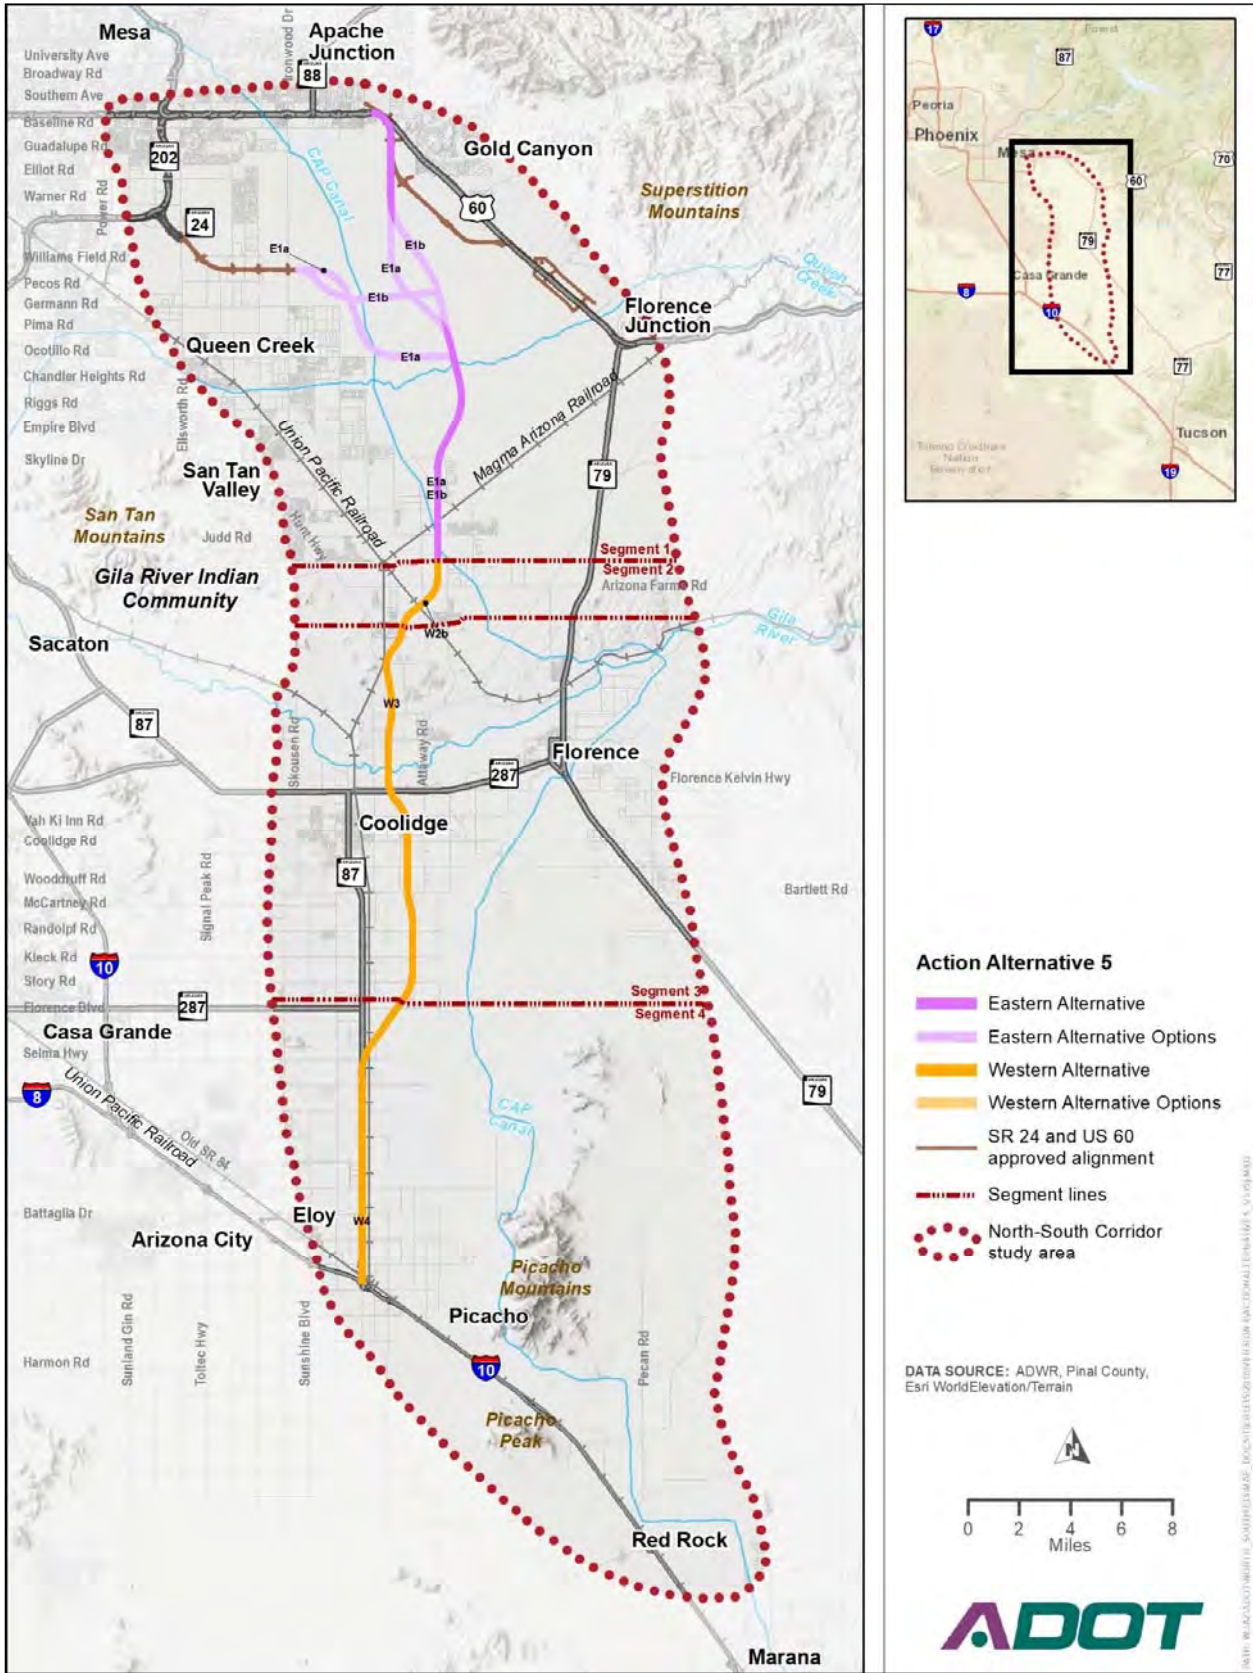 Mesa
Apache
Junction
Ironwood Dr
University Ave
Broadway Rd
Southern Ave
Baseline Rd
Guadalupe Rd
Elliot Rd
Warner Rd
Power Rd
Williams Field Rd
Pecos Rd
Germann Rd
Pima Rd
Ocotillo Rd
Chandler Heights Rd
Riggs Rd
Empire Blvd
Skyline Dr
ARIZONA
88
ARIZONA
202
ARIZONA
24
60
CAP Canal
Gold Canyon
Superstition
Mountains
Queen
Creek
E1a
E1b
E1a
E1b
E1a
Florence
Junction
Queen Creek
Ellsworth Rd
Union Pacific Railroad
Magma Arizona Railroad
ARIZONA
79
E1a
E1b
San Tan
Valley
San Tan
Mountains
Judd Rd
Hunt Hwy
Gila River Indian
Community
Segment 1
Segment 2
Arizona Farms Rd
Gila
River
W2b
Sacaton
ARIZONA
87
W3
Skousen Rd
Attaway Rd
Florence
ARIZONA
287
Florence Kelvin Hwy
Coolidge
Vah Ki Inn Rd
Coolidge Rd
Wooddruff Rd
McCartney Rd
Randolpf Rd
Kleck Rd
Story Rd
Florence Blvd
Selma Hwy
Signal Peak Rd
ARIZONA
87
Bartlett Rd
10
ARIZONA
287
Casa Grande
Segment 3
Segment 4
8
Union Pacific Railroad
Old SR 84
ARIZONA
79
CAP
Canal
Battaglia Dr
Eloy
W4
Arizona City
Picacho
Mountains
Picacho
Sunland Gin Rd
Toltec Hwy
Sunshine Blvd
Pecan Rd
Harmon Rd
10
Picacho
Peak
Red Rock
Marana
17
87
Peoria
Phoenix
Mesa
70
60
79
Casa Grande
77
8
10
77
Tucson
19
Action Alternative 5
Eastern Alternative
Eastern Alternative Options
Western Alternative
Western Alternative Options
SR 24 and US 60
approved alignment
Segment lines
North-South Corridor
study area
DATA SOURCE: ADWR, Pinal County,
Esri WorldElevation/Terrain
N
0 2 4 6 8
Miles
ADOT